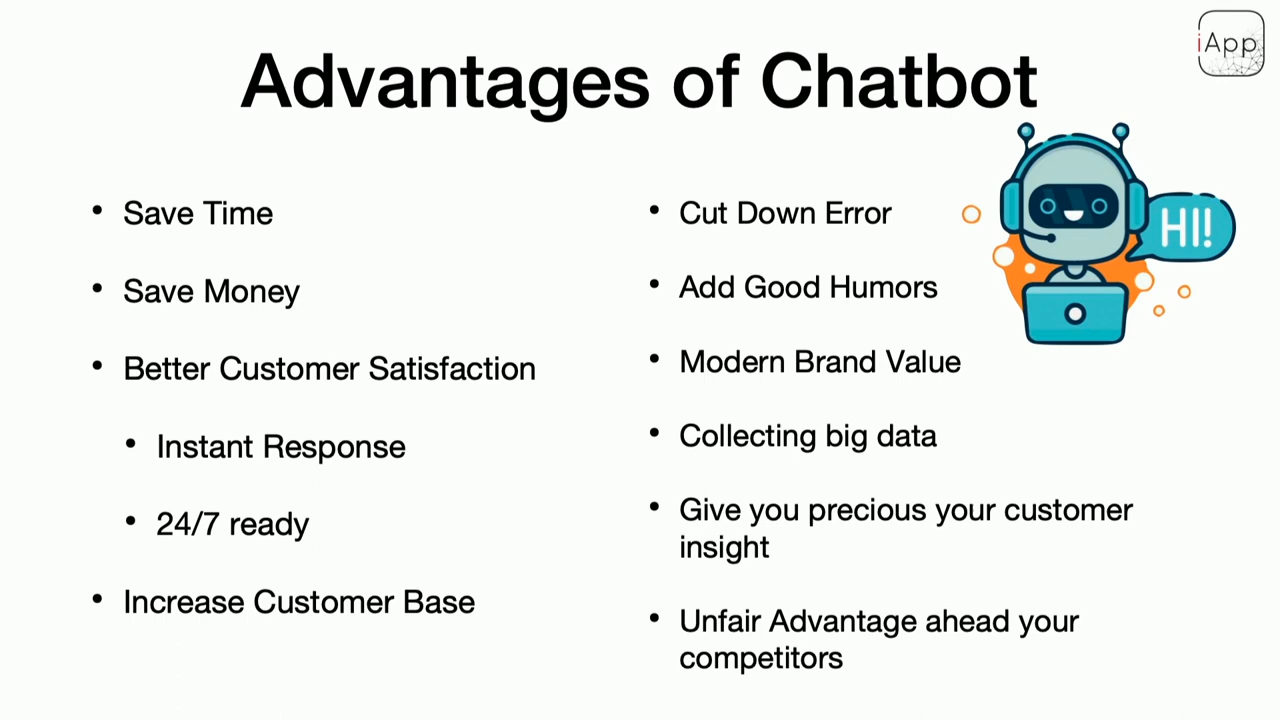 iApp
Advantages of Chatbot
• Save Time
• Save Money
• Better Customer Satisfaction
• Instant Response
• 24/7 ready
• Increase Customer Base
• Cut Down Error
• Add Good Humors
• Modern Brand Value
• Collecting big data
• Give you precious your customer
insight
• Unfair Advantage ahead your
competitors
HI!